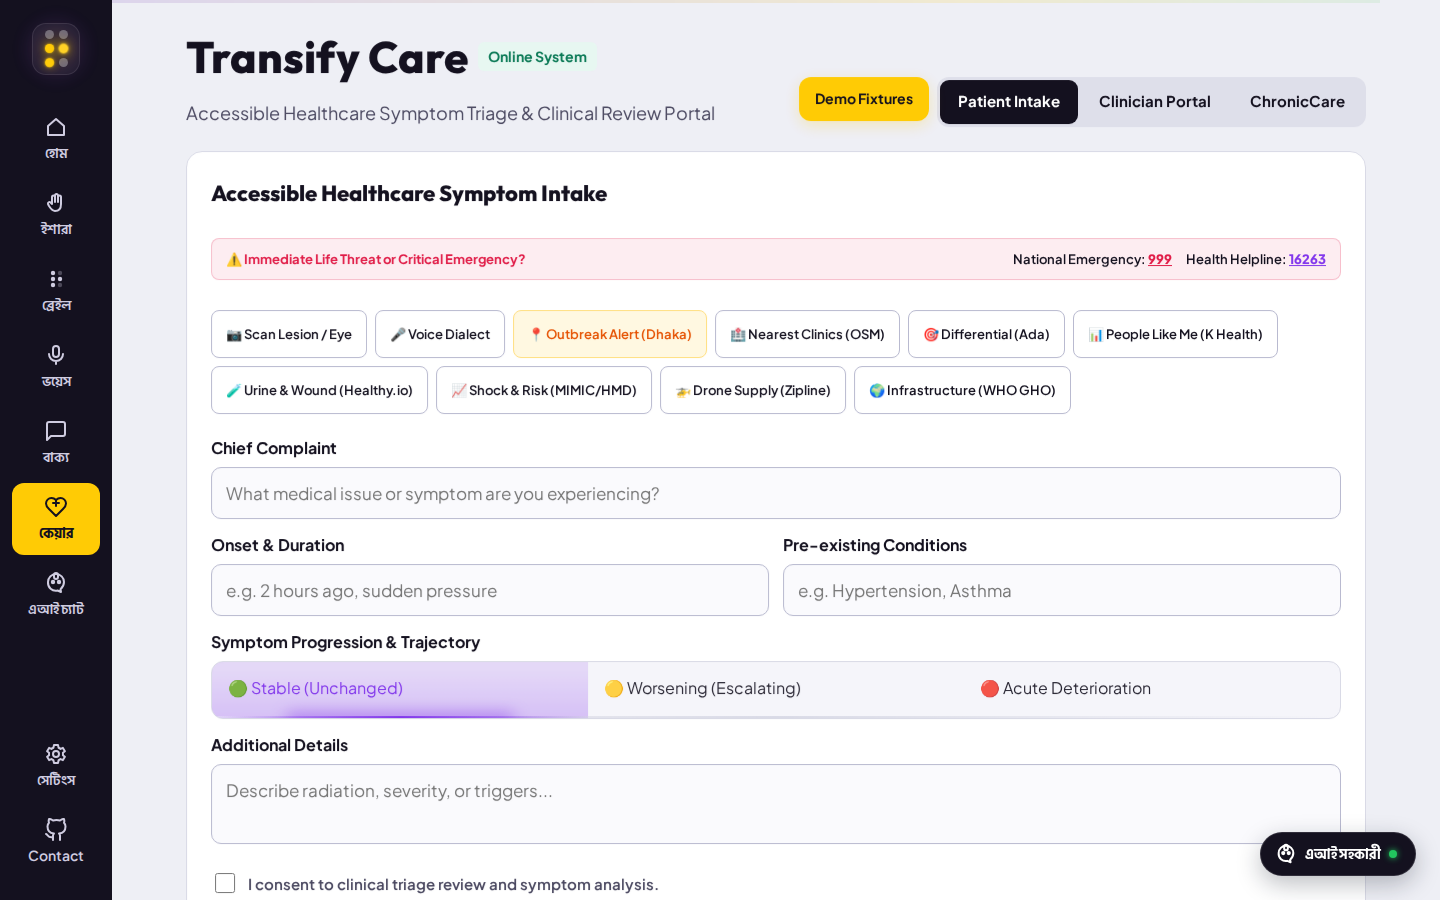 হোম
ইশারা
ব্রেইল
ভয়েস
বাক্য
কেয়ার
এআই চ্যাট
সেটিংস
Contact
Transify Care
Online System
Accessible Healthcare Symptom Triage & Clinical Review Portal
Demo Fixtures
Patient Intake
Clinician Portal
ChronicCare
Accessible Healthcare Symptom Intake
⚠️ Immediate Life Threat or Critical Emergency?
National Emergency: 999 Health Helpline: 16263
📷 Scan Lesion / Eye
🎤 Voice Dialect
📍 Outbreak Alert (Dhaka)
🏥 Nearest Clinics (OSM)
🎯 Differential (Ada)
📊 People Like Me (K Health)
🧪 Urine & Wound (Healthy.io)
📈 Shock & Risk (MIMIC/HMD)
🚁 Drone Supply (Zipline)
🌍 Infrastructure (WHO GHO)
Chief Complaint
What medical issue or symptom are you experiencing?
Onset & Duration
Pre-existing Conditions
e.g. 2 hours ago, sudden pressure
e.g. Hypertension, Asthma
Symptom Progression & Trajectory
🟢 Stable (Unchanged)
🟡 Worsening (Escalating)
🔴 Acute Deterioration
Additional Details
Describe radiation, severity, or triggers...
I consent to clinical triage review and symptom analysis.
এআই সহকারী